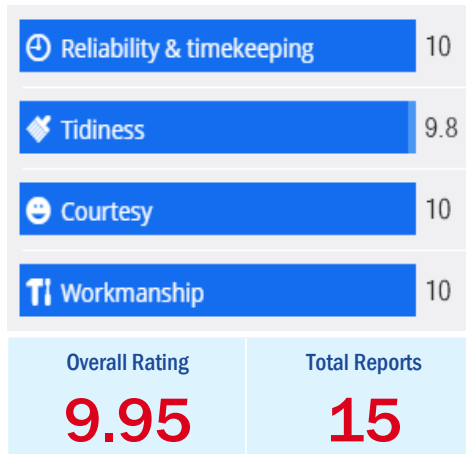 Reliability & timekeeping 10
Tidiness 9.8
Courtesy 10
Workmanship 10
Overall Rating Total Reports
9.95 15